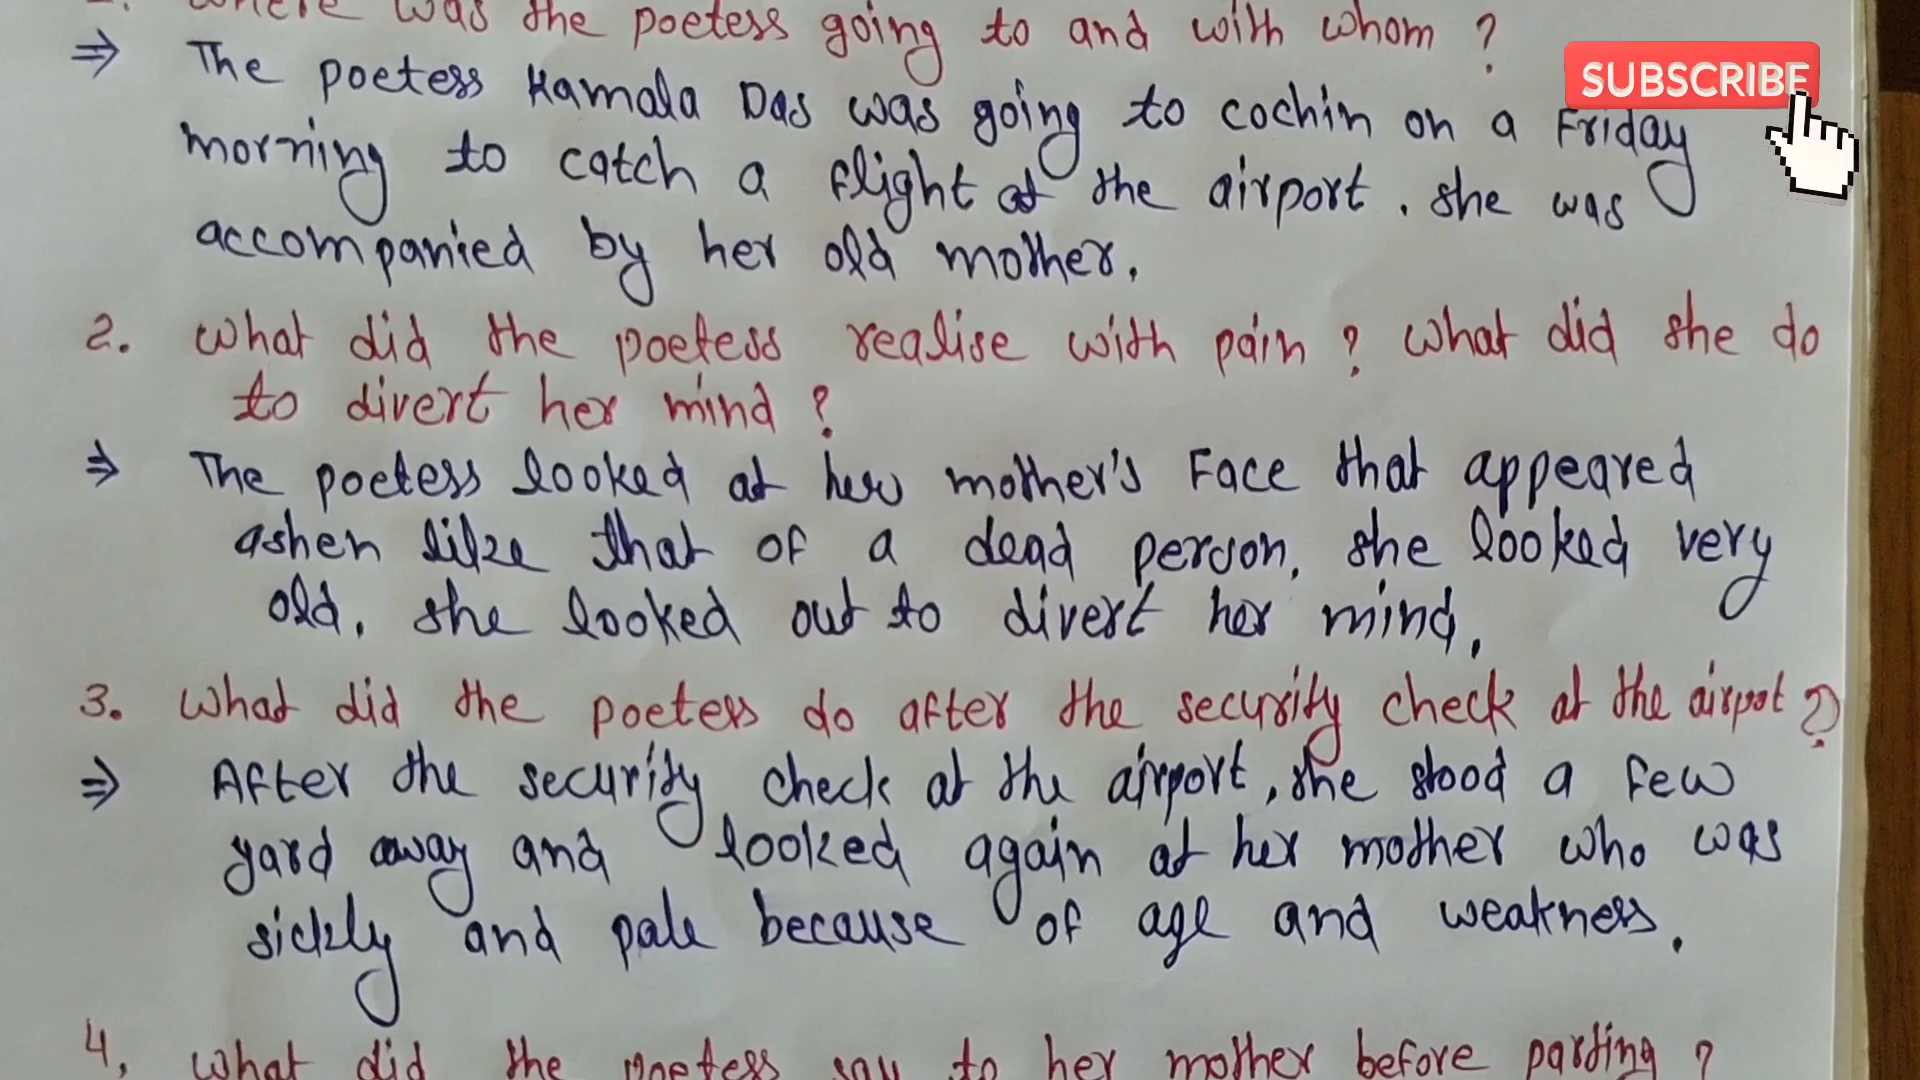 1. Where was the poetess going to and with whom ?
⇒ The poetess Kamala Das was going to cochin on a Friday
morning to catch a flight at the airport. she was
accompanied by her old mother.
2. What did the poetess realise with pain ? What did she do
to divert her mind ?
⇒ The poetess looked at her mother's Face that appeared
ashen like that of a dead person, she looked very
old. she looked out to divert her mind.
3. What did the poetess do after the security check at the airpot ?
⇒ After the security check at the airport, she stood a few
yard away and looked again at her mother who was
sickly and pale because of age and weakness.
4. What did the poetess say to her mother before parting ?
SUBSCRIBE